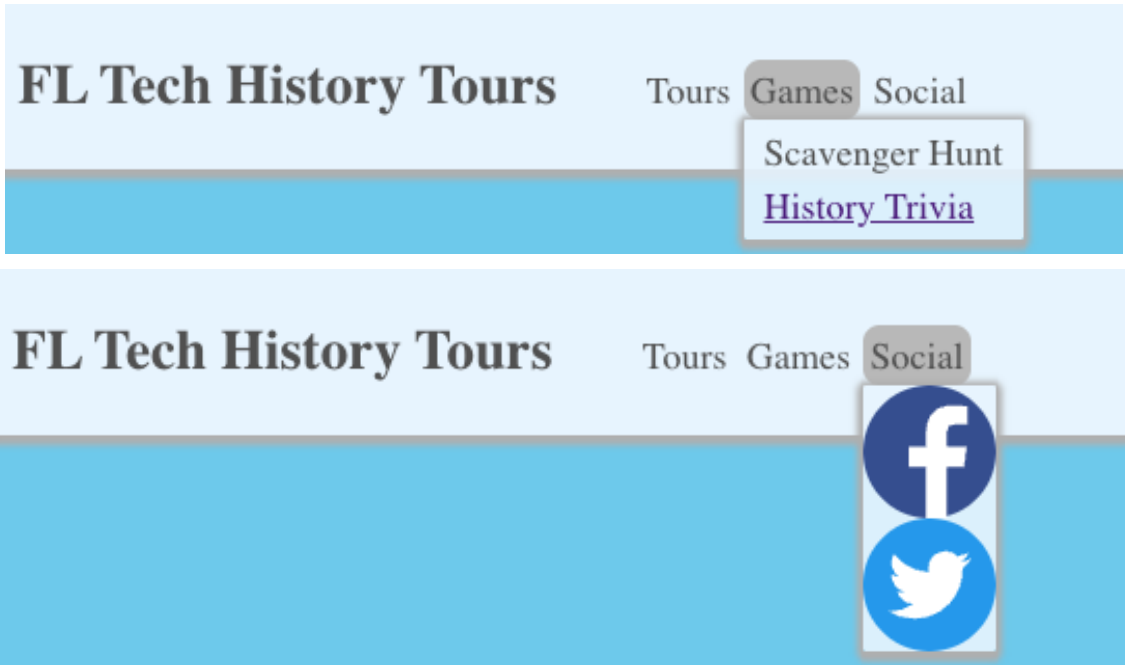 FL Tech History Tours Tours Games Social
Scavenger Hunt
History Trivia
FL Tech History Tours Tours Games Social